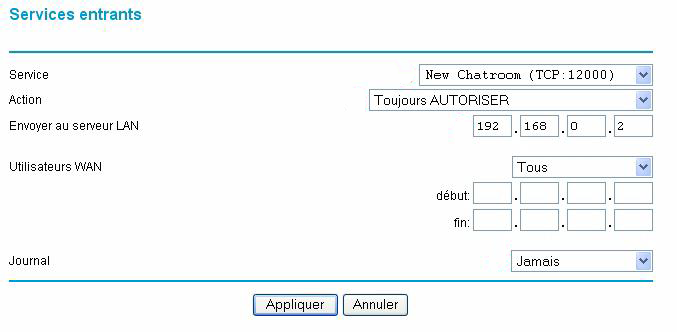 Services entrants
Service New Chatroom (TCP:12000)
Action Toujours AUTORISER
Envoyer au serveur LAN 192 . 168 . 0 . 2
Utilisateurs WAN Tous
début: . . .
fin: . . .
Journal Jamais
Appliquer Annuler